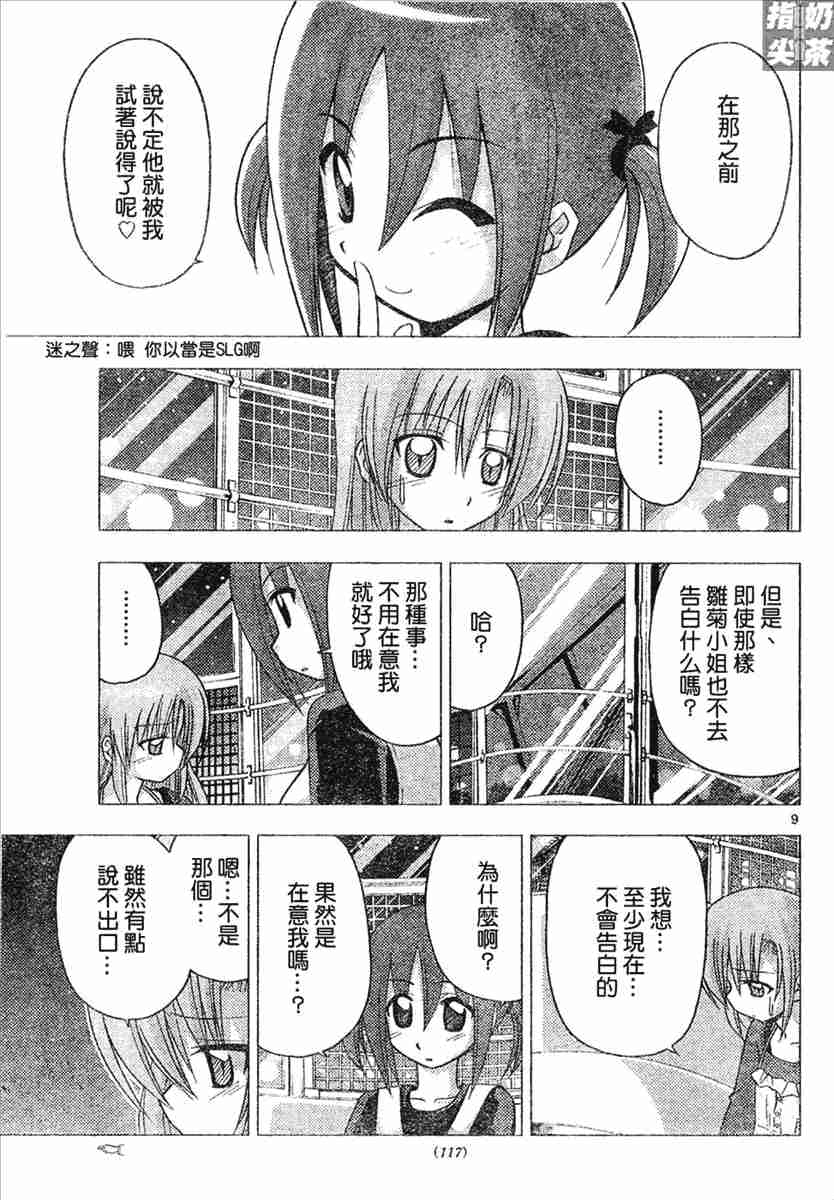 指奶
尖茶
在那之前
說不定他就被我
試著說得了呢♡
迷之聲：喂 你以當是SLG啊
………
但是、
即使那樣
雛菊小姐也不去
告白什么嗎？
哈？
那種事…
不用在意我
就好了哦
……
9
我想…
至少現在…
不會告白的
為什麼啊？
果然是
在意我嗎…？
嗯…不是
那個…
雖然有點
說不出口…
(117)